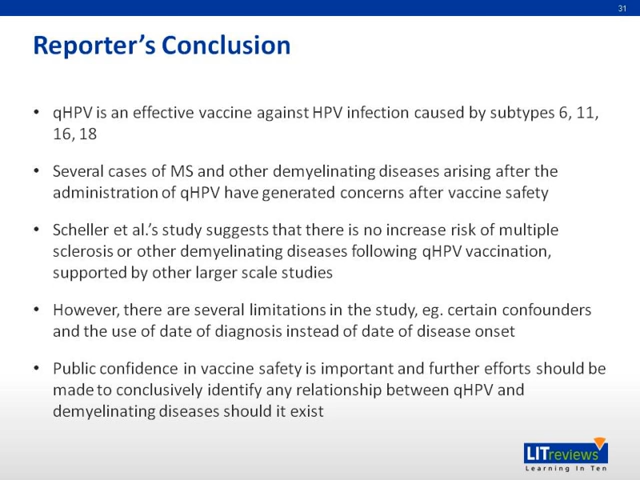 31
Reporter's Conclusion
• qHPV is an effective vaccine against HPV infection caused by subtypes 6, 11,
16, 18
• Several cases of MS and other demyelinating diseases arising after the
administration of qHPV have generated concerns after vaccine safety
• Scheller et al.'s study suggests that there is no increase risk of multiple
sclerosis or other demyelinating diseases following qHPV vaccination,
supported by other larger scale studies
• However, there are several limitations in the study, eg. certain confounders
and the use of date of diagnosis instead of date of disease onset
• Public confidence in vaccine safety is important and further efforts should be
made to conclusively identify any relationship between qHPV and
demyelinating diseases should it exist
LITreviews
Learning In Ten